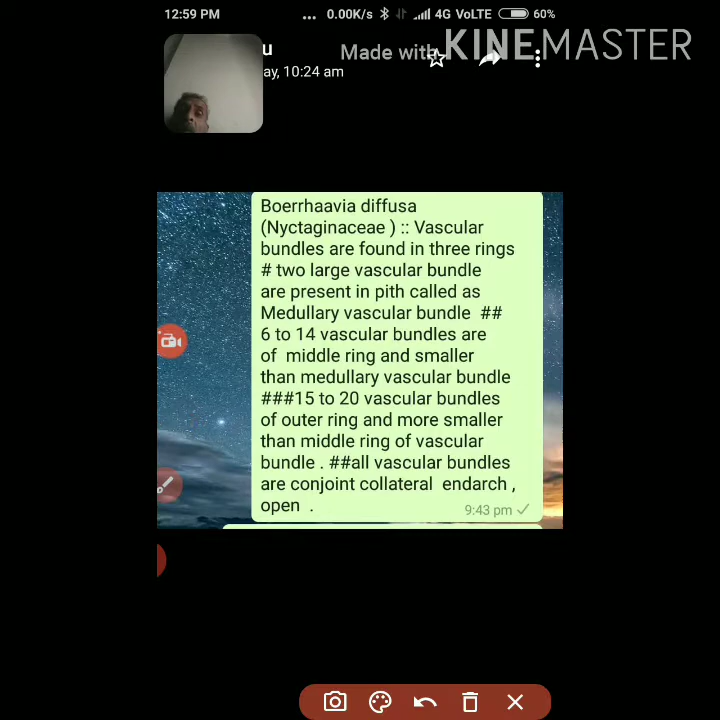 12:59 PM ... 0.00K/s 4G VoLTE 60%
u
Made with KINEMASTER
ay, 10:24 am
Boerrhaavia diffusa
(Nyctaginaceae ) :: Vascular
bundles are found in three rings
# two large vascular bundle
are present in pith called as
Medullary vascular bundle  ##
6 to 14 vascular bundles are
of  middle ring and smaller
than medullary vascular bundle
###15 to 20 vascular bundles
of outer ring and more smaller
than middle ring of vascular
bundle . ##all vascular bundles
are conjoint collateral  endarch ,
open  .
9:43 pm